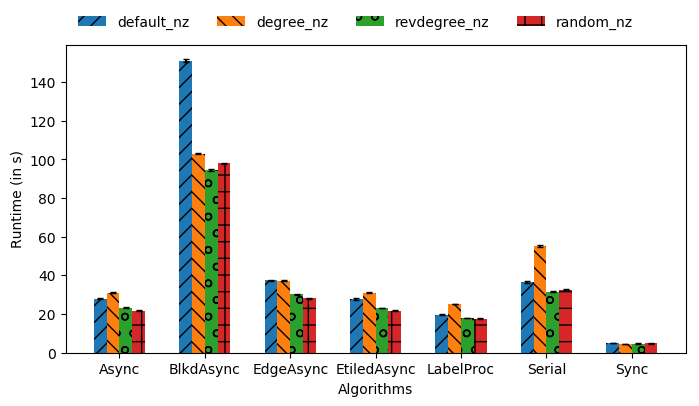 default_nz degree_nz revdegree_nz random_nz
Runtime (in s)
140
120
100
80
60
40
20
0
Async BlkdAsync EdgeAsync EtiledAsync LabelProc Serial Sync
Algorithms